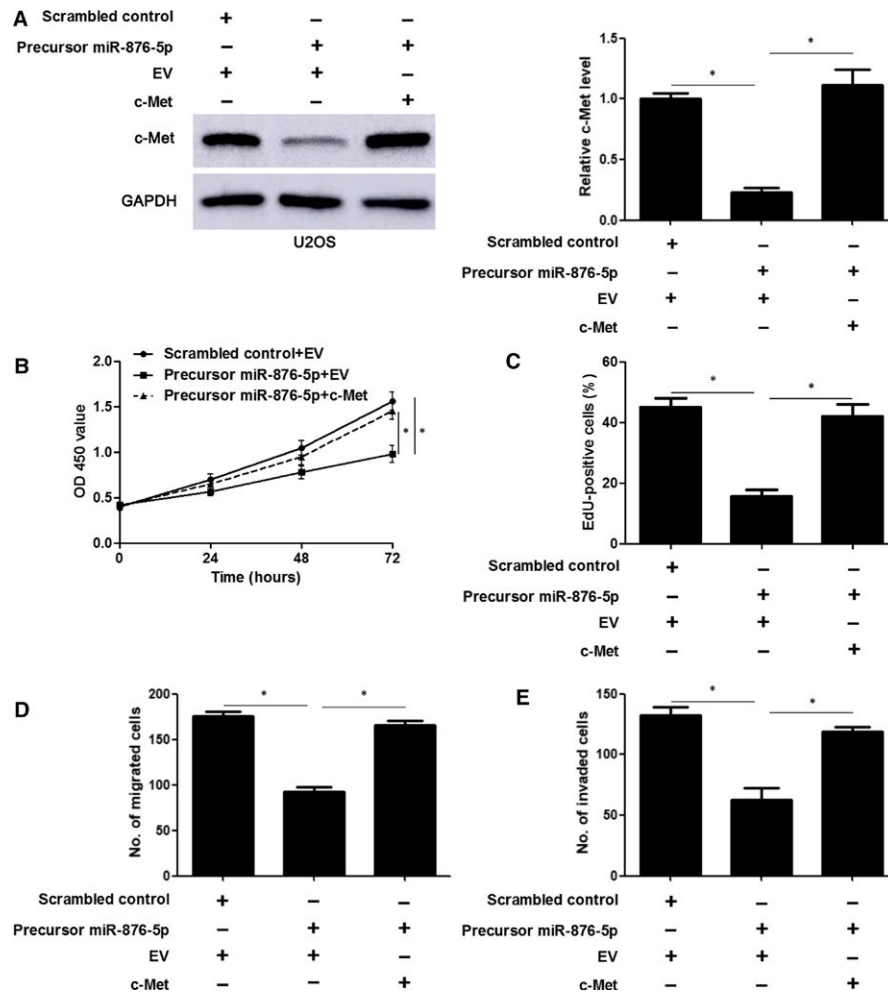 A
Scrambled control + – –
Precursor miR-876-5p – + +
EV + + –
c-Met – – +
c-Met
GAPDH
U2OS
Relative c-Met level
1.5
1.0
0.5
0.0
* *
Scrambled control + – –
Precursor miR-876-5p – + +
EV + + –
c-Met – – +
B
OD 450 value
2.0
1.5
1.0
0.5
0.0
Scrambled control+EV
Precursor miR-876-5p+EV
Precursor miR-876-5p+c-Met
* *
0 24 48 72
Time (hours)
C
EdU-positive cells (%)
60
40
20
0
* *
Scrambled control + – –
Precursor miR-876-5p – + +
EV + + –
c-Met – – +
D
No. of migrated cells
200
150
100
50
0
* *
Scrambled control + – –
Precursor miR-876-5p – + +
EV + + –
c-Met – – +
E
No. of invaded cells
150
100
50
0
* *
Scrambled control + – –
Precursor miR-876-5p – + +
EV + + –
c-Met – – +